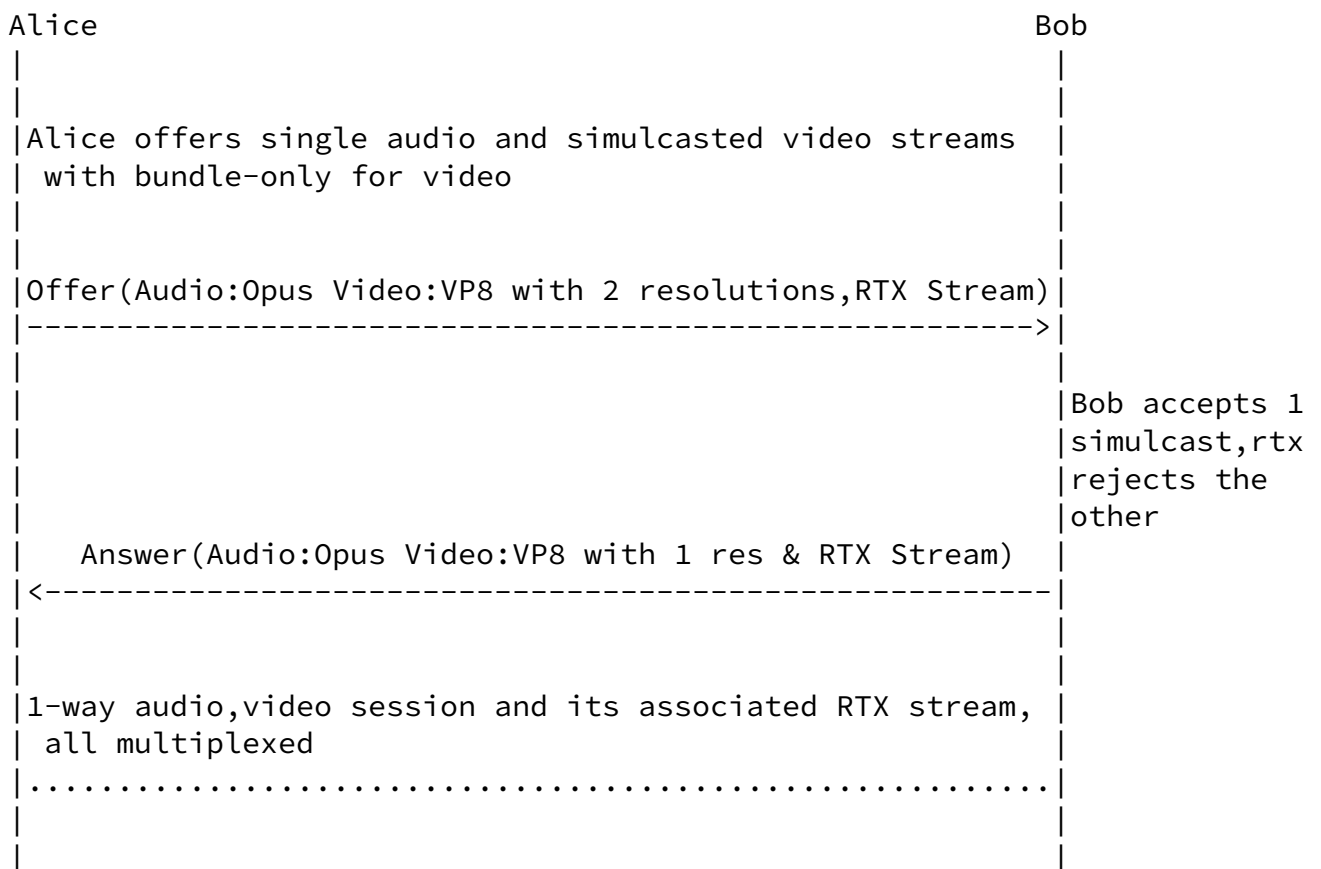 Alice Bob
Alice offers single audio and simulcasted video streams
with bundle-only for video
Offer(Audio:Opus Video:VP8 with 2 resolutions,RTX Stream)
Bob accepts 1
simulcast,rtx
rejects the
other
Answer(Audio:Opus Video:VP8 with 1 res & RTX Stream)
1-way audio,video session and its associated RTX stream,
all multiplexed